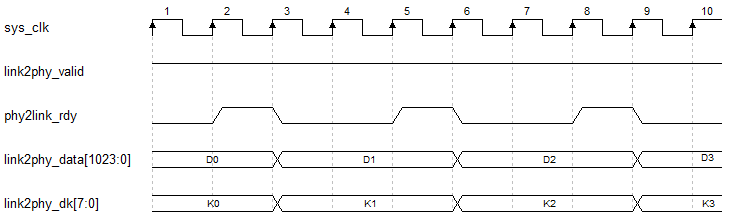 1 2 3 4 5 6 7 8 9 10
sys_clk
link2phy_valid
phy2link_rdy
link2phy_data[1023:0] D0 D1 D2 D3
link2phy_dk[7:0] K0 K1 K2 K3